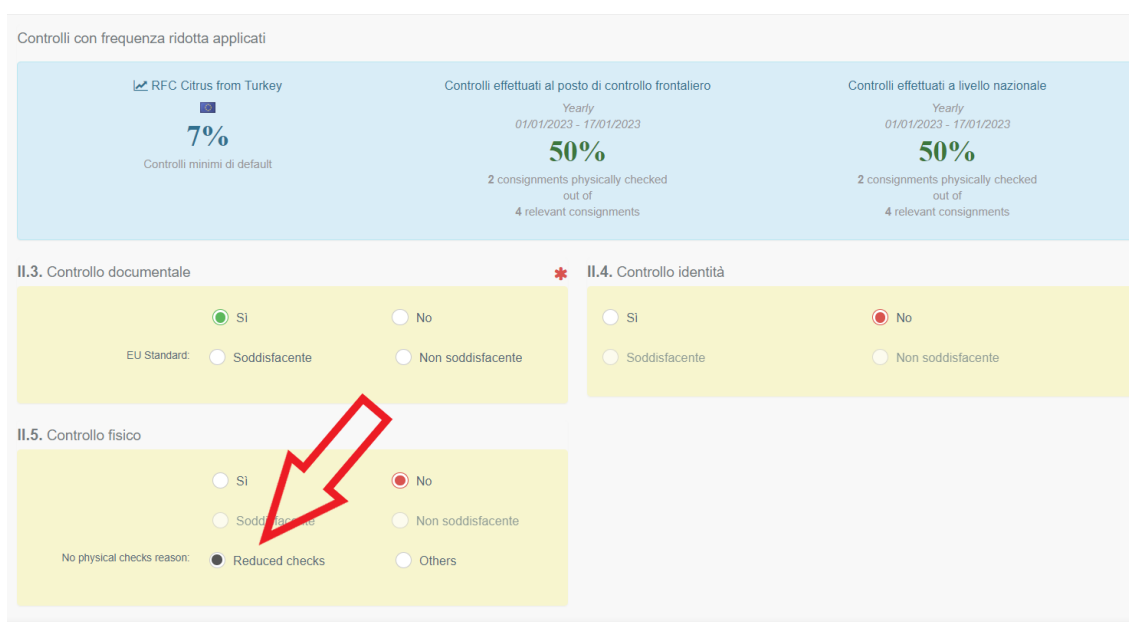 Controlli con frequenza ridotta applicati
RFC Citrus from Turkey
7%
Controlli minimi di default
Controlli effettuati al posto di controllo frontaliero
Yearly
01/01/2023 - 17/01/2023
50%
2 consignments physically checked
out of
4 relevant consignments
Controlli effettuati a livello nazionale
Yearly
01/01/2023 - 17/01/2023
50%
2 consignments physically checked
out of
4 relevant consignments
II.3. Controllo documentale *
Sì No
EU Standard: Soddisfacente Non soddisfacente
II.4. Controllo identità
Sì No
Soddisfacente Non soddisfacente
II.5. Controllo fisico
Sì No
Soddisfacente Non soddisfacente
No physical checks reason: Reduced checks Others